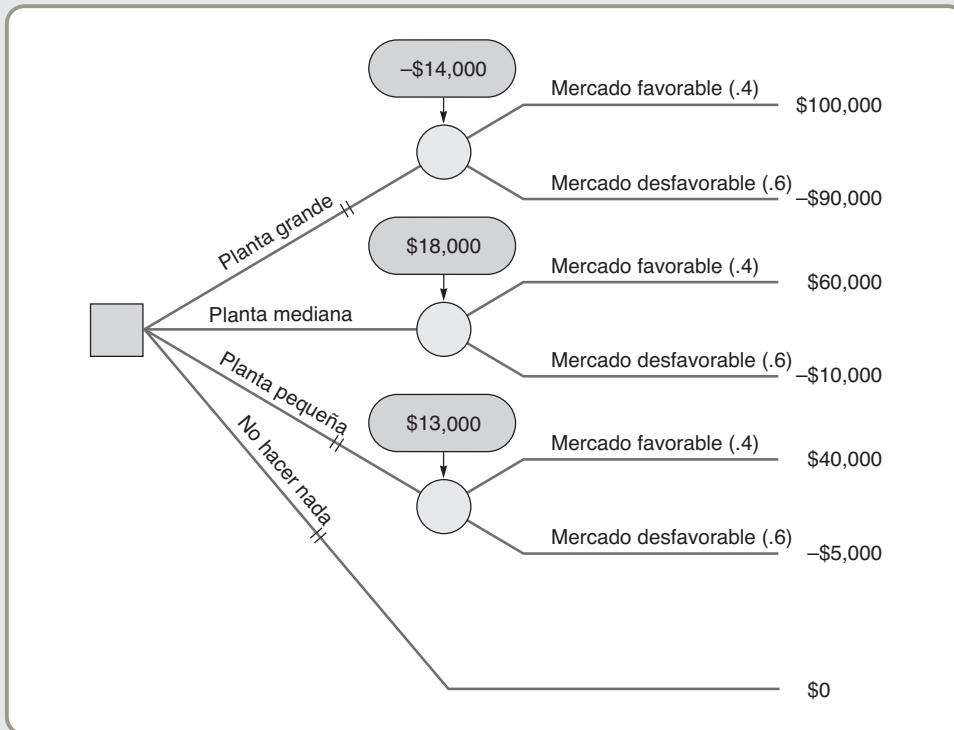 –$14,000
Mercado favorable (.4)
$100,000
Mercado desfavorable (.6)
–$90,000
Planta grande
$18,000
Mercado favorable (.4)
$60,000
Planta mediana
Mercado desfavorable (.6)
–$10,000
Planta pequeña
$13,000
Mercado favorable (.4)
$40,000
No hacer nada
Mercado desfavorable (.6)
–$5,000
$0